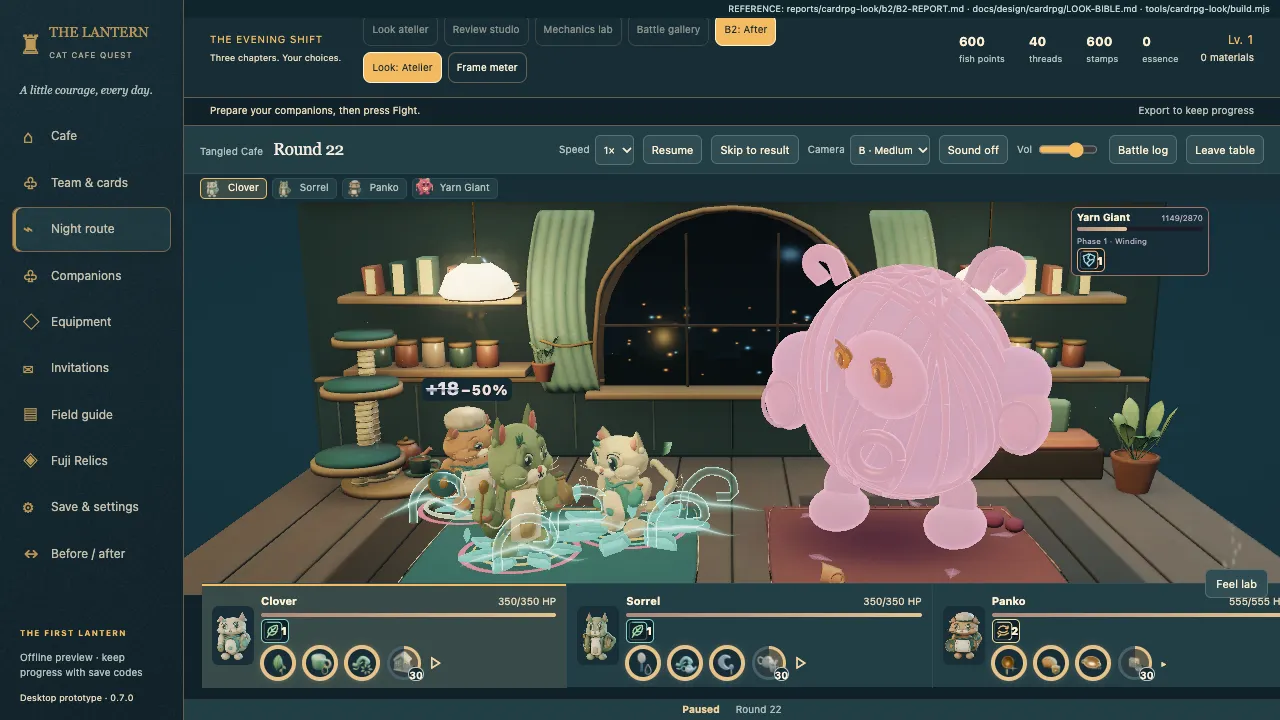 REFERENCE: reports/cardrpg-look/b2/B2-REPORT.md · docs/design/cardrpg/LOOK-BIBLE.md · tools/cardrpg-look/build.mjs
THE LANTERN
CAT CAFE QUEST
A little courage, every day.
Cafe
Team & cards
Night route
Companions
Equipment
Invitations
Field guide
Fuji Relics
Save & settings
Before / after
THE FIRST LANTERN
Offline preview · keep
progress with save codes
Desktop prototype · 0.7.0
THE EVENING SHIFT
Three chapters. Your choices.
Look atelier
Review studio
Mechanics lab
Battle gallery
B2: After
Look: Atelier
Frame meter
600
fish points
40
threads
600
stamps
0
essence
Lv. 1
0 materials
Prepare your companions, then press Fight.
Export to keep progress
Tangled Cafe
Round 22
Speed
1x
Resume
Skip to result
Camera
B · Medium
Sound off
Vol
Battle log
Leave table
Clover
Sorrel
Panko
Yarn Giant
Yarn Giant
1149/2870
Phase 1 · Winding
1
+18 −50%
Feel lab
Clover
350/350 HP
1
30
Sorrel
350/350 HP
1
30
Panko
555/555 H
2
30
Paused
Round 22